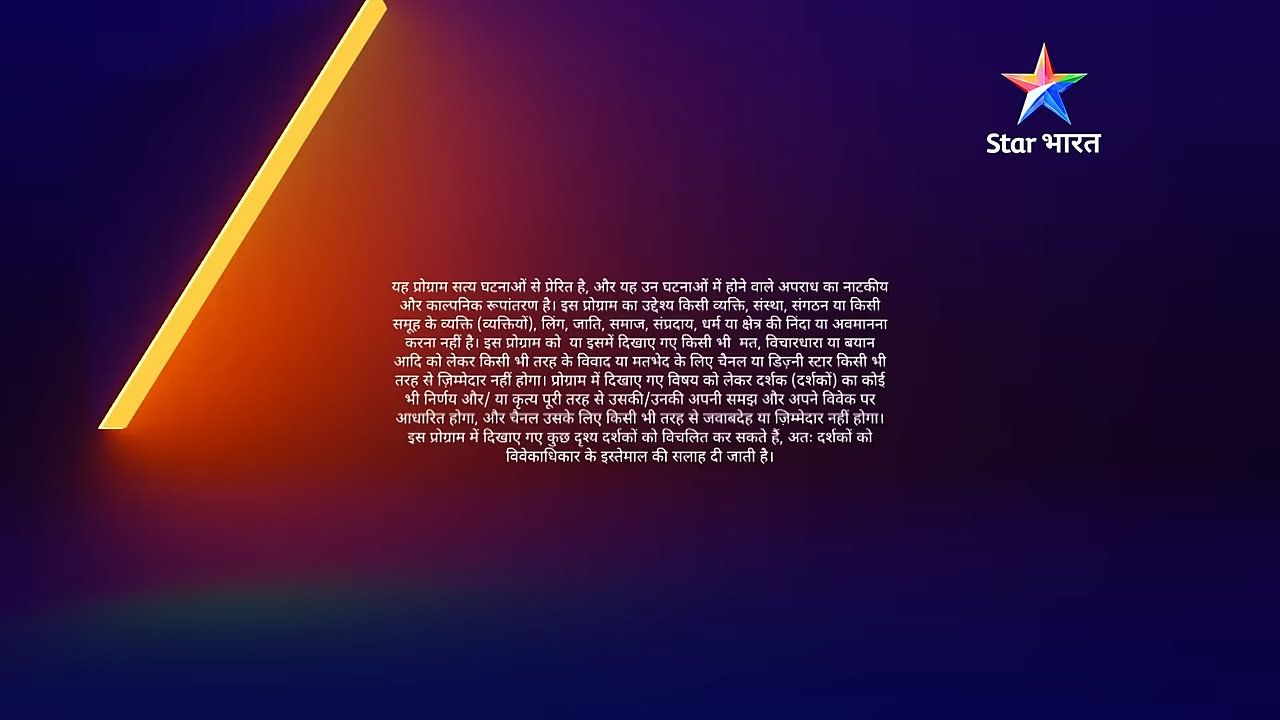 Star भारत
यह प्रोग्राम सत्य घटनाओं से प्रेरित है, और यह उन घटनाओं में होने वाले अपराध का नाटकीय
और काल्पनिक रूपांतरण है। इस प्रोग्राम का उद्देश्य किसी व्यक्ति, संस्था, संगठन या किसी
समूह के व्यक्ति (व्यक्तियों), लिंग, जाति, समाज, संप्रदाय, धर्म या क्षेत्र की निंदा या अवमानना
करना नहीं है। इस प्रोग्राम को या इसमें दिखाए गए किसी भी मत, विचारधारा या बयान
आदि को लेकर किसी भी तरह के विवाद या मतभेद के लिए चैनल या डिज़्नी स्टार किसी भी
तरह से ज़िम्मेदार नहीं होगा। प्रोग्राम में दिखाए गए विषय को लेकर दर्शक (दर्शकों) का कोई
भी निर्णय और/ या कृत्य पूरी तरह से उसकी/उनकी अपनी समझ और अपने विवेक पर
आधारित होगा, और चैनल उसके लिए किसी भी तरह से जवाबदेह या ज़िम्मेदार नहीं होगा।
इस प्रोग्राम में दिखाए गए कुछ दृश्य दर्शकों को विचलित कर सकते हैं, अतः दर्शकों को
विवेकाधिकार के इस्तेमाल की सलाह दी जाती है।